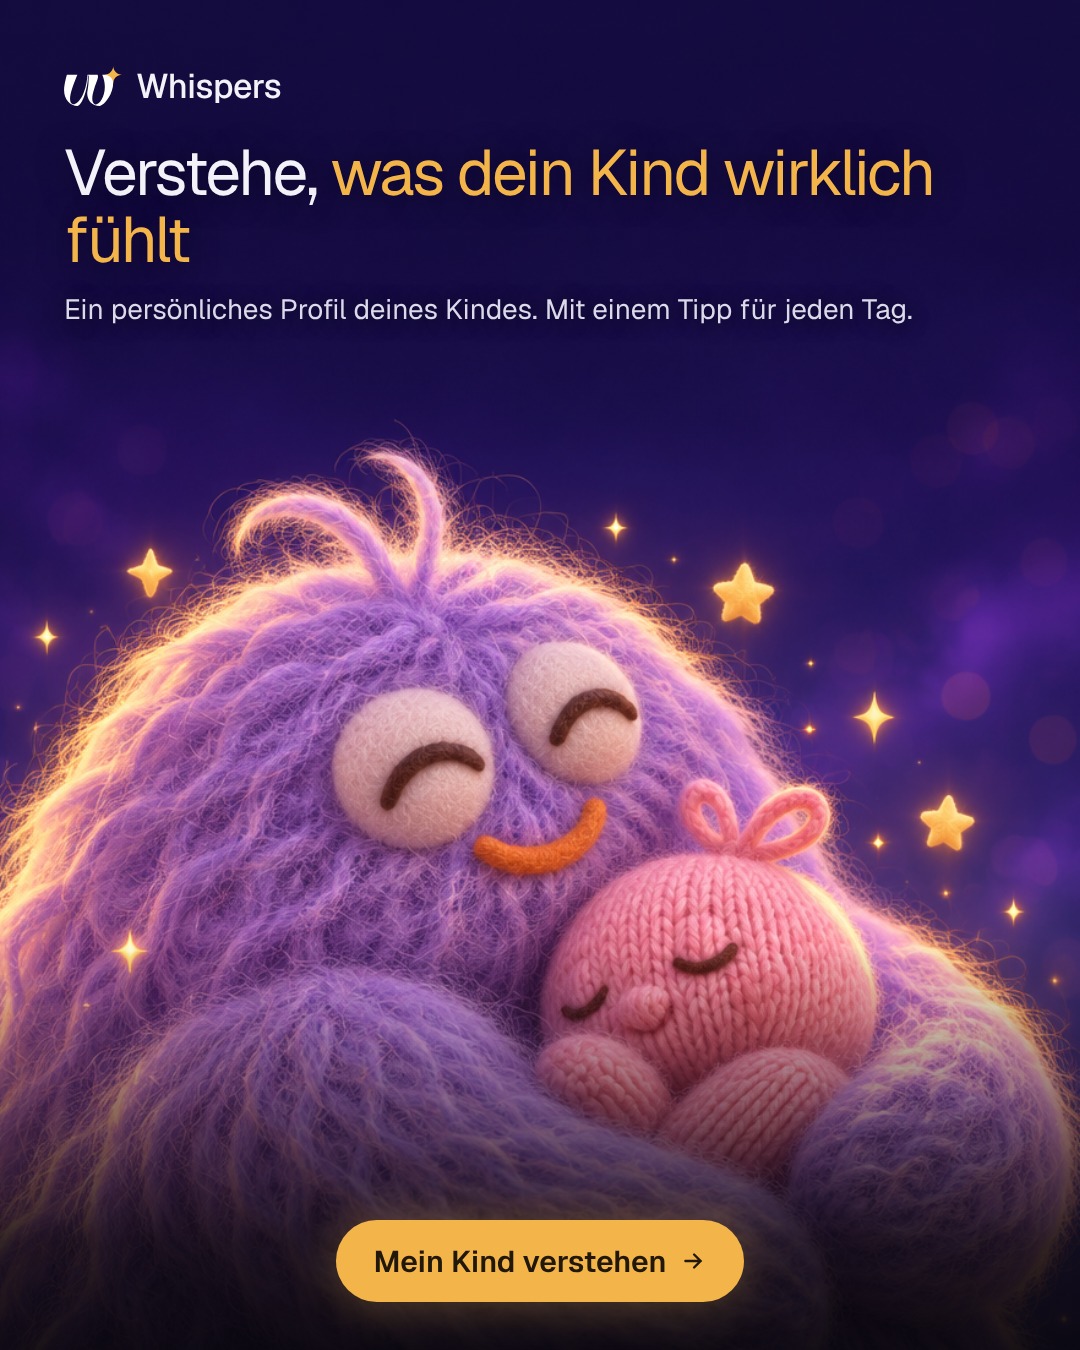 Whispers
Verstehe, was dein Kind wirklich
fühlt
Ein persönliches Profil deines Kindes. Mit einem Tipp für jeden Tag.
Mein Kind verstehen →